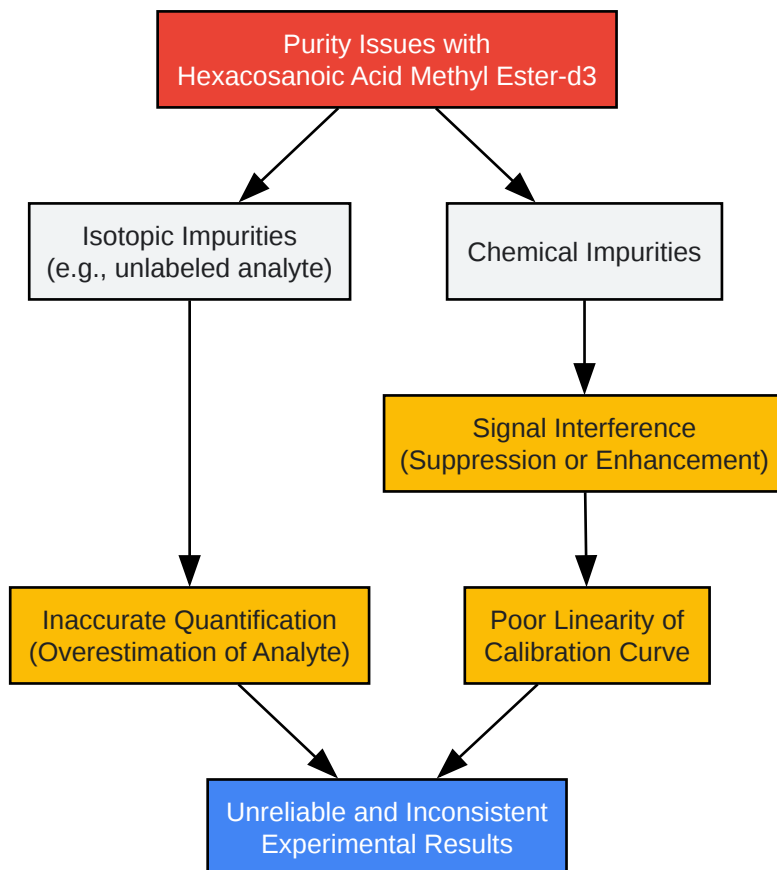 Purity Issues with
Hexacosanoic Acid Methyl Ester-d3
Isotopic Impurities
(e.g., unlabeled analyte)
Chemical Impurities
Signal Interference
(Suppression or Enhancement)
Inaccurate Quantification
(Overestimation of Analyte)
Poor Linearity of
Calibration Curve
Unreliable and Inconsistent
Experimental Results